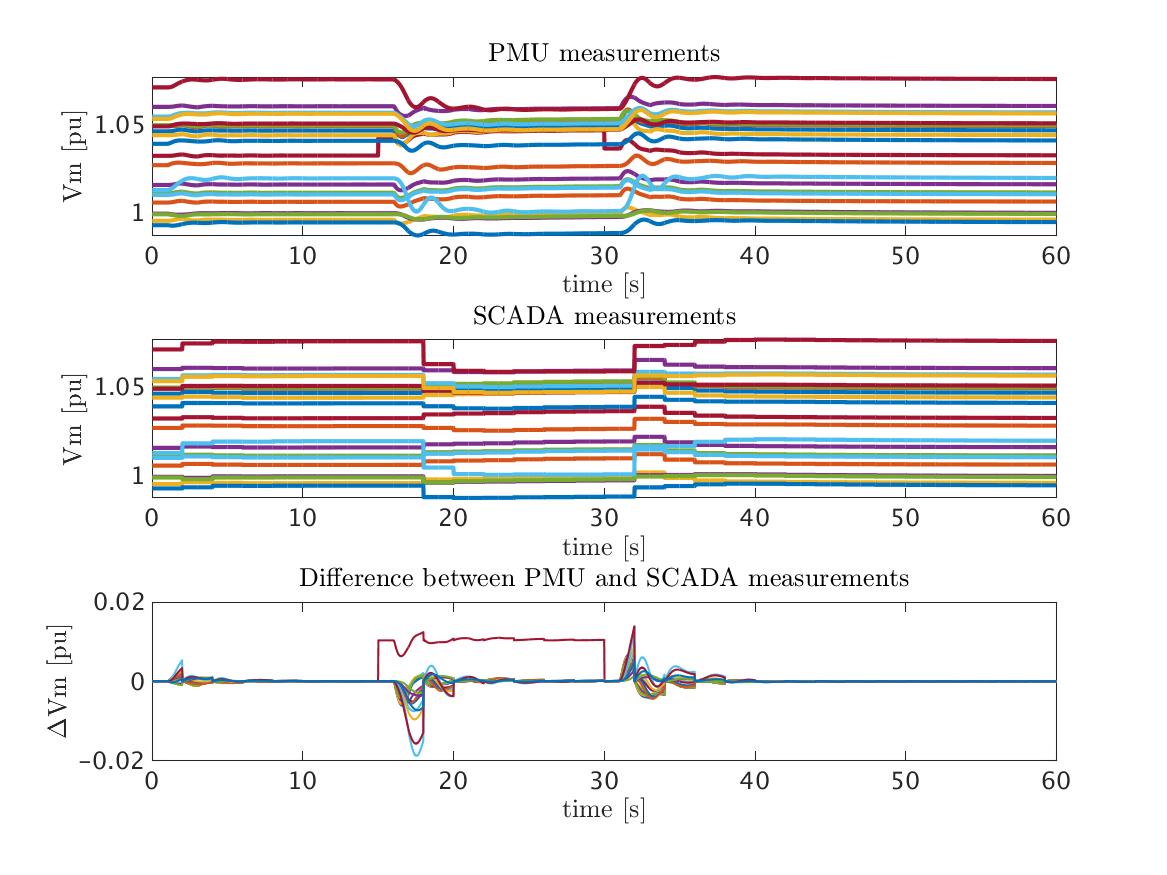 PMU measurements
1.05
1
Vm [pu]
0 10 20 30 40 50 60
time [s]
SCADA measurements
1.05
1
Vm [pu]
0 10 20 30 40 50 60
time [s]
Difference between PMU and SCADA measurements
0.02
0
-0.02
ΔVm [pu]
0 10 20 30 40 50 60
time [s]